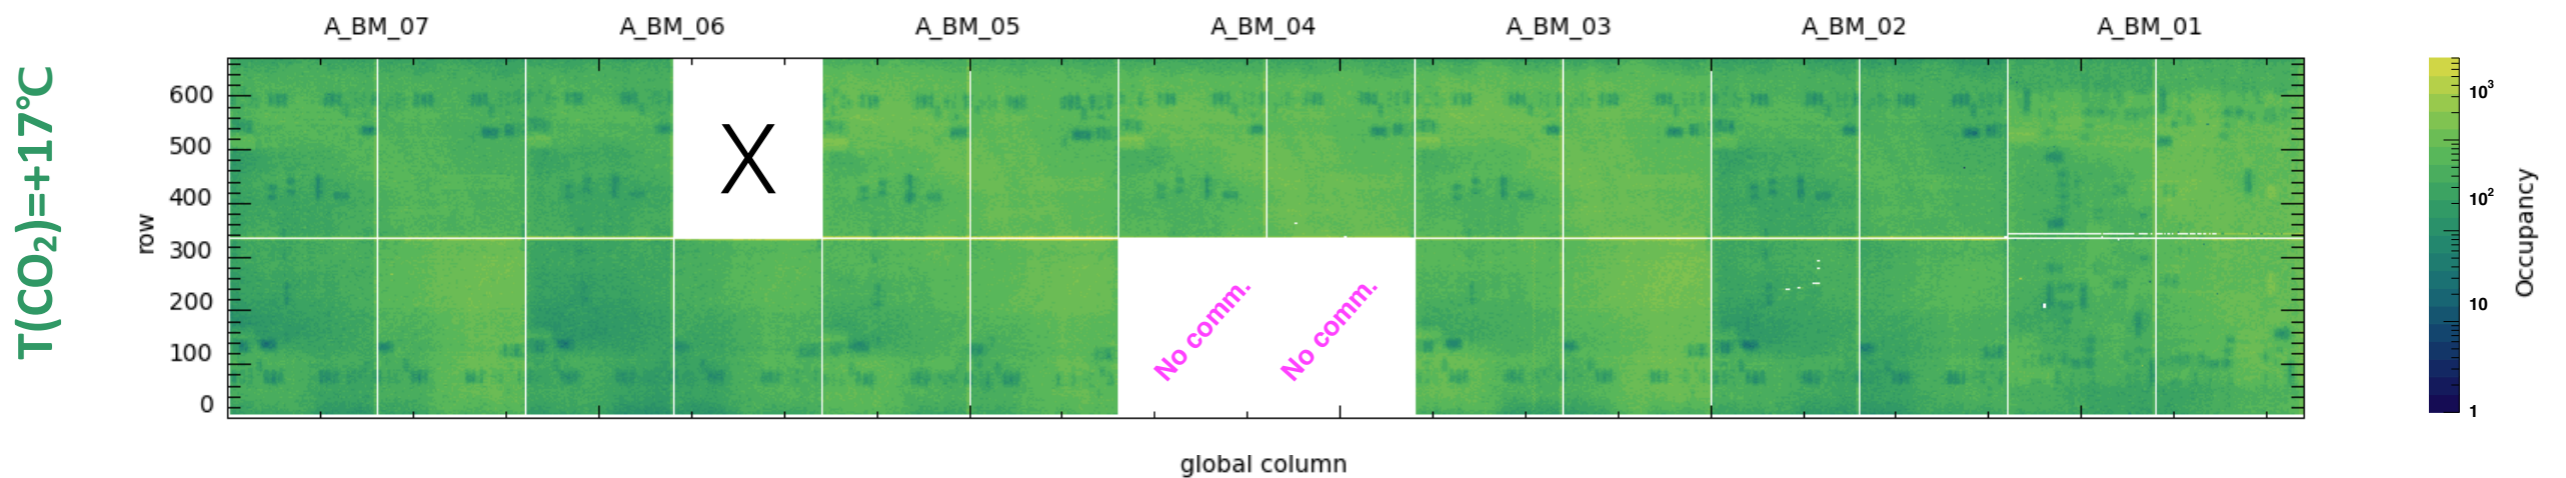 A_BM_07 A_BM_06 A_BM_05 A_BM_04 A_BM_03 A_BM_02 A_BM_01
T(CO₂)=+17°C
row
600
500
400
300
200
100
0
X
No comm. No comm.
global column
10³
10²
10
1
Occupancy